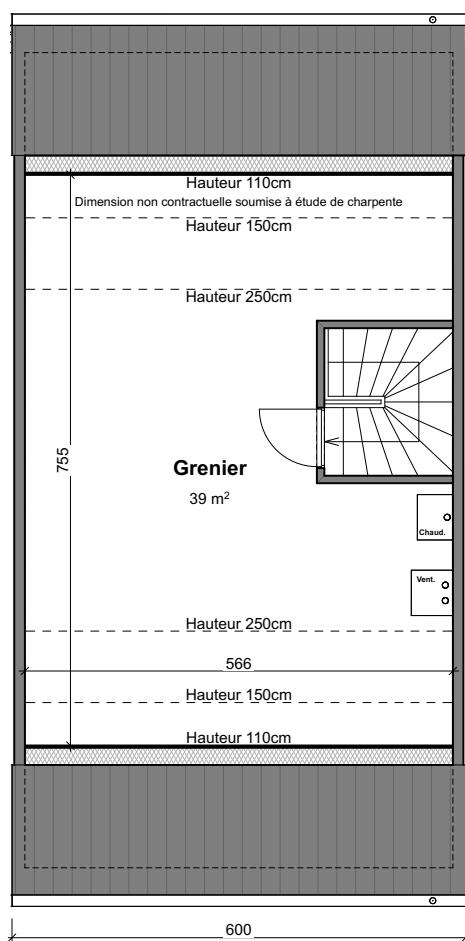 Hauteur 110cm
Dimension non contractuelle soumise à étude de charpente
Hauteur 150cm
Hauteur 250cm
755
Grenier
39 m²
Chaud.
Vent.
Hauteur 250cm
566
Hauteur 150cm
Hauteur 110cm
600